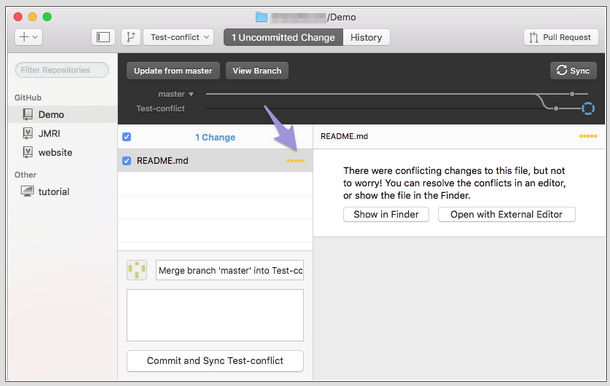 /Demo
Test-conflict
1 Uncommitted Change
History
Pull Request
Filter Repositories
GitHub
Demo
JMRI
website
Other
tutorial
Update from master
View Branch
Sync
master
Test-conflict
1 Change
README.md
README.md
There were conflicting changes to this file, but not
to worry! You can resolve the conflicts in an editor,
or show the file in the Finder.
Show in Finder
Open with External Editor
Merge branch 'master' into Test-co
Commit and Sync Test-conflict